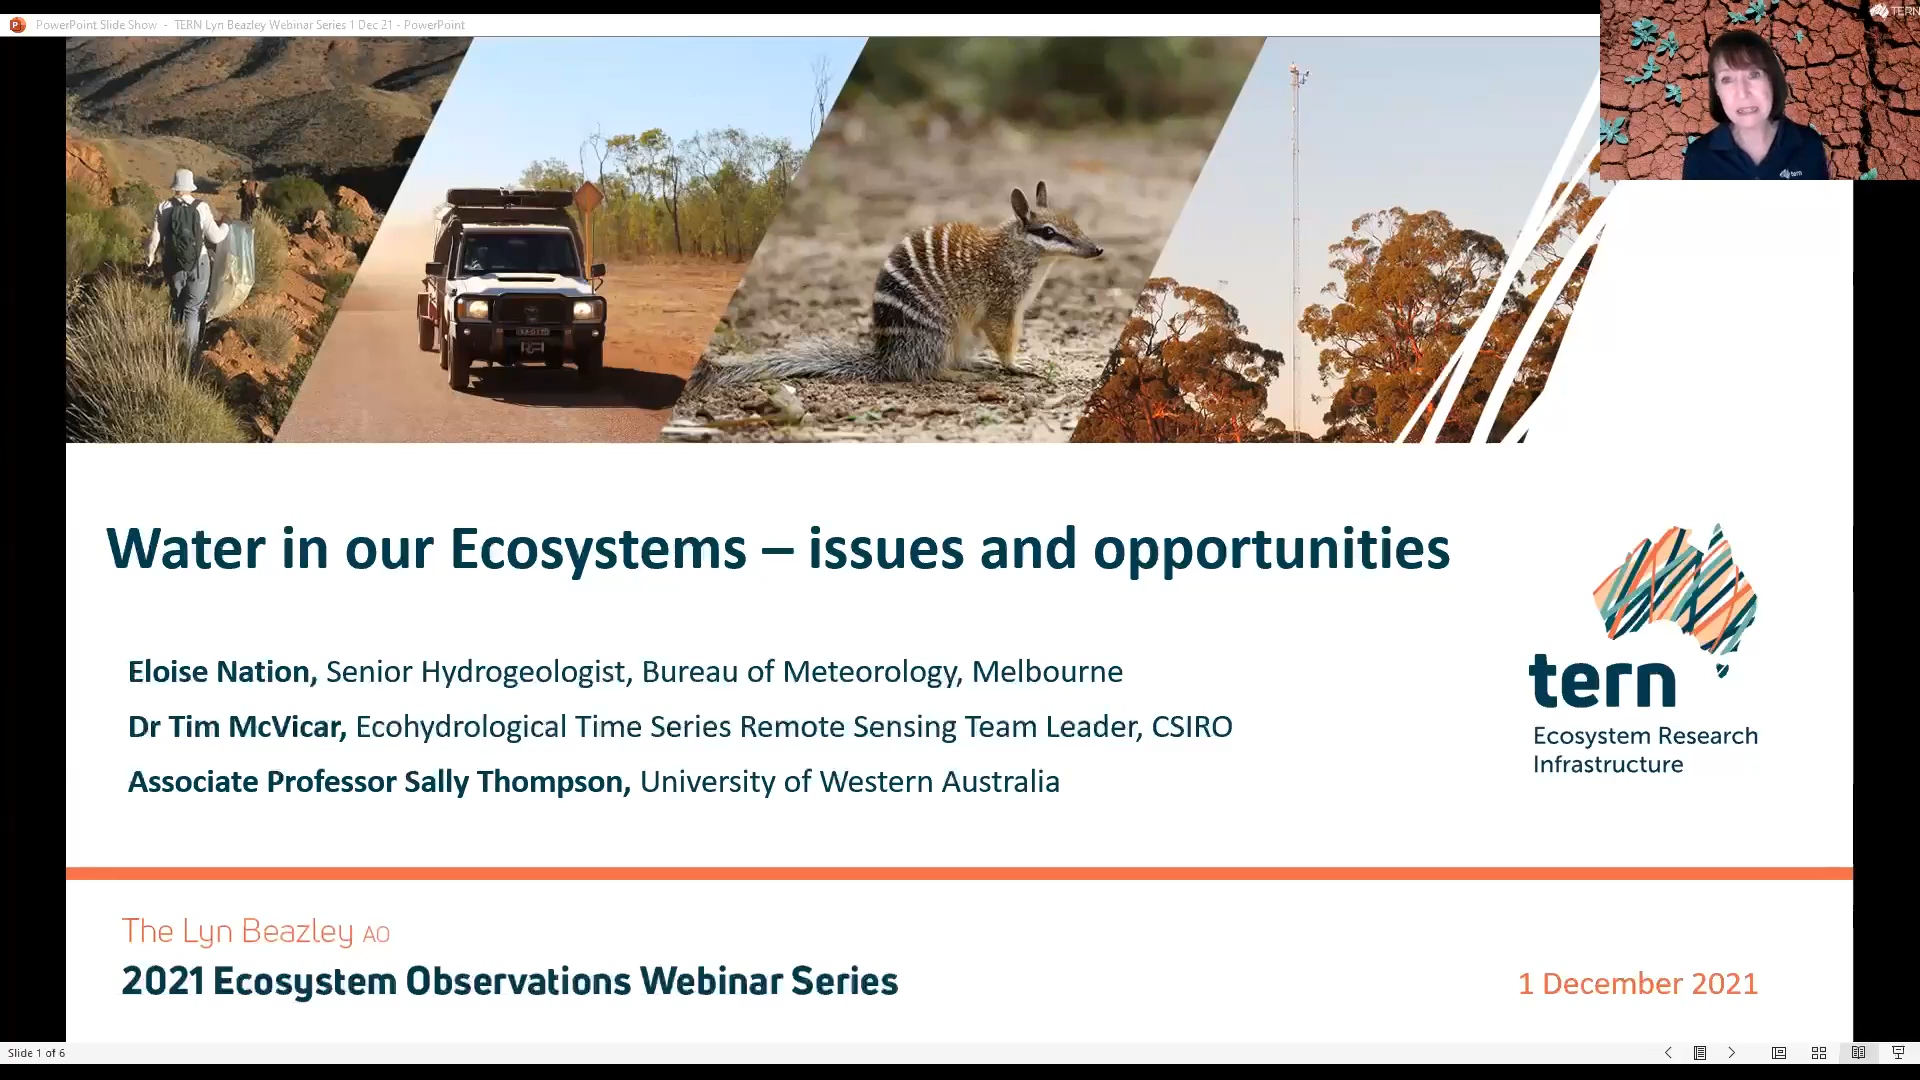 PowerPoint Slide Show - TERN Lyn Beazley Webinar Series 1 Dec 21 - PowerPoint
TERN
tern
Water in our Ecosystems – issues and opportunities
Eloise Nation, Senior Hydrogeologist, Bureau of Meteorology, Melbourne
Dr Tim McVicar, Ecohydrological Time Series Remote Sensing Team Leader, CSIRO
Associate Professor Sally Thompson, University of Western Australia
tern
Ecosystem Research
Infrastructure
The Lyn Beazley AO
2021 Ecosystem Observations Webinar Series
1 December 2021
Slide 1 of 6